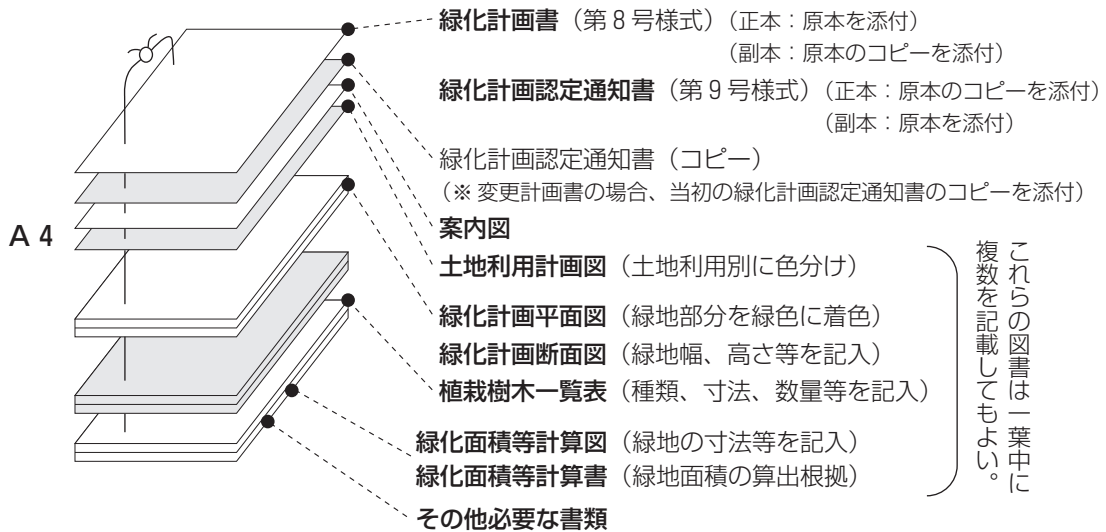 緑化計画書（第８号様式）（正本：原本を添付）
（副本：原本のコピーを添付）
緑化計画認定通知書（第９号様式）（正本：原本のコピーを添付）
（副本：原本を添付）
緑化計画認定通知書（コピー）
（※ 変更計画書の場合、当初の緑化計画認定通知書のコピーを添付）
案内図
A 4
土地利用計画図（土地利用別に色分け）
緑化計画平面図（緑地部分を緑色に着色）
緑化計画断面図（緑地幅、高さ等を記入）
植栽樹木一覧表（種類、寸法、数量等を記入）
緑化面積等計算図（緑地の寸法等を記入）
緑化面積等計算書（緑地面積の算出根拠）
これらの図書は一葉中に
複数を記載してもよい。
その他必要な書類